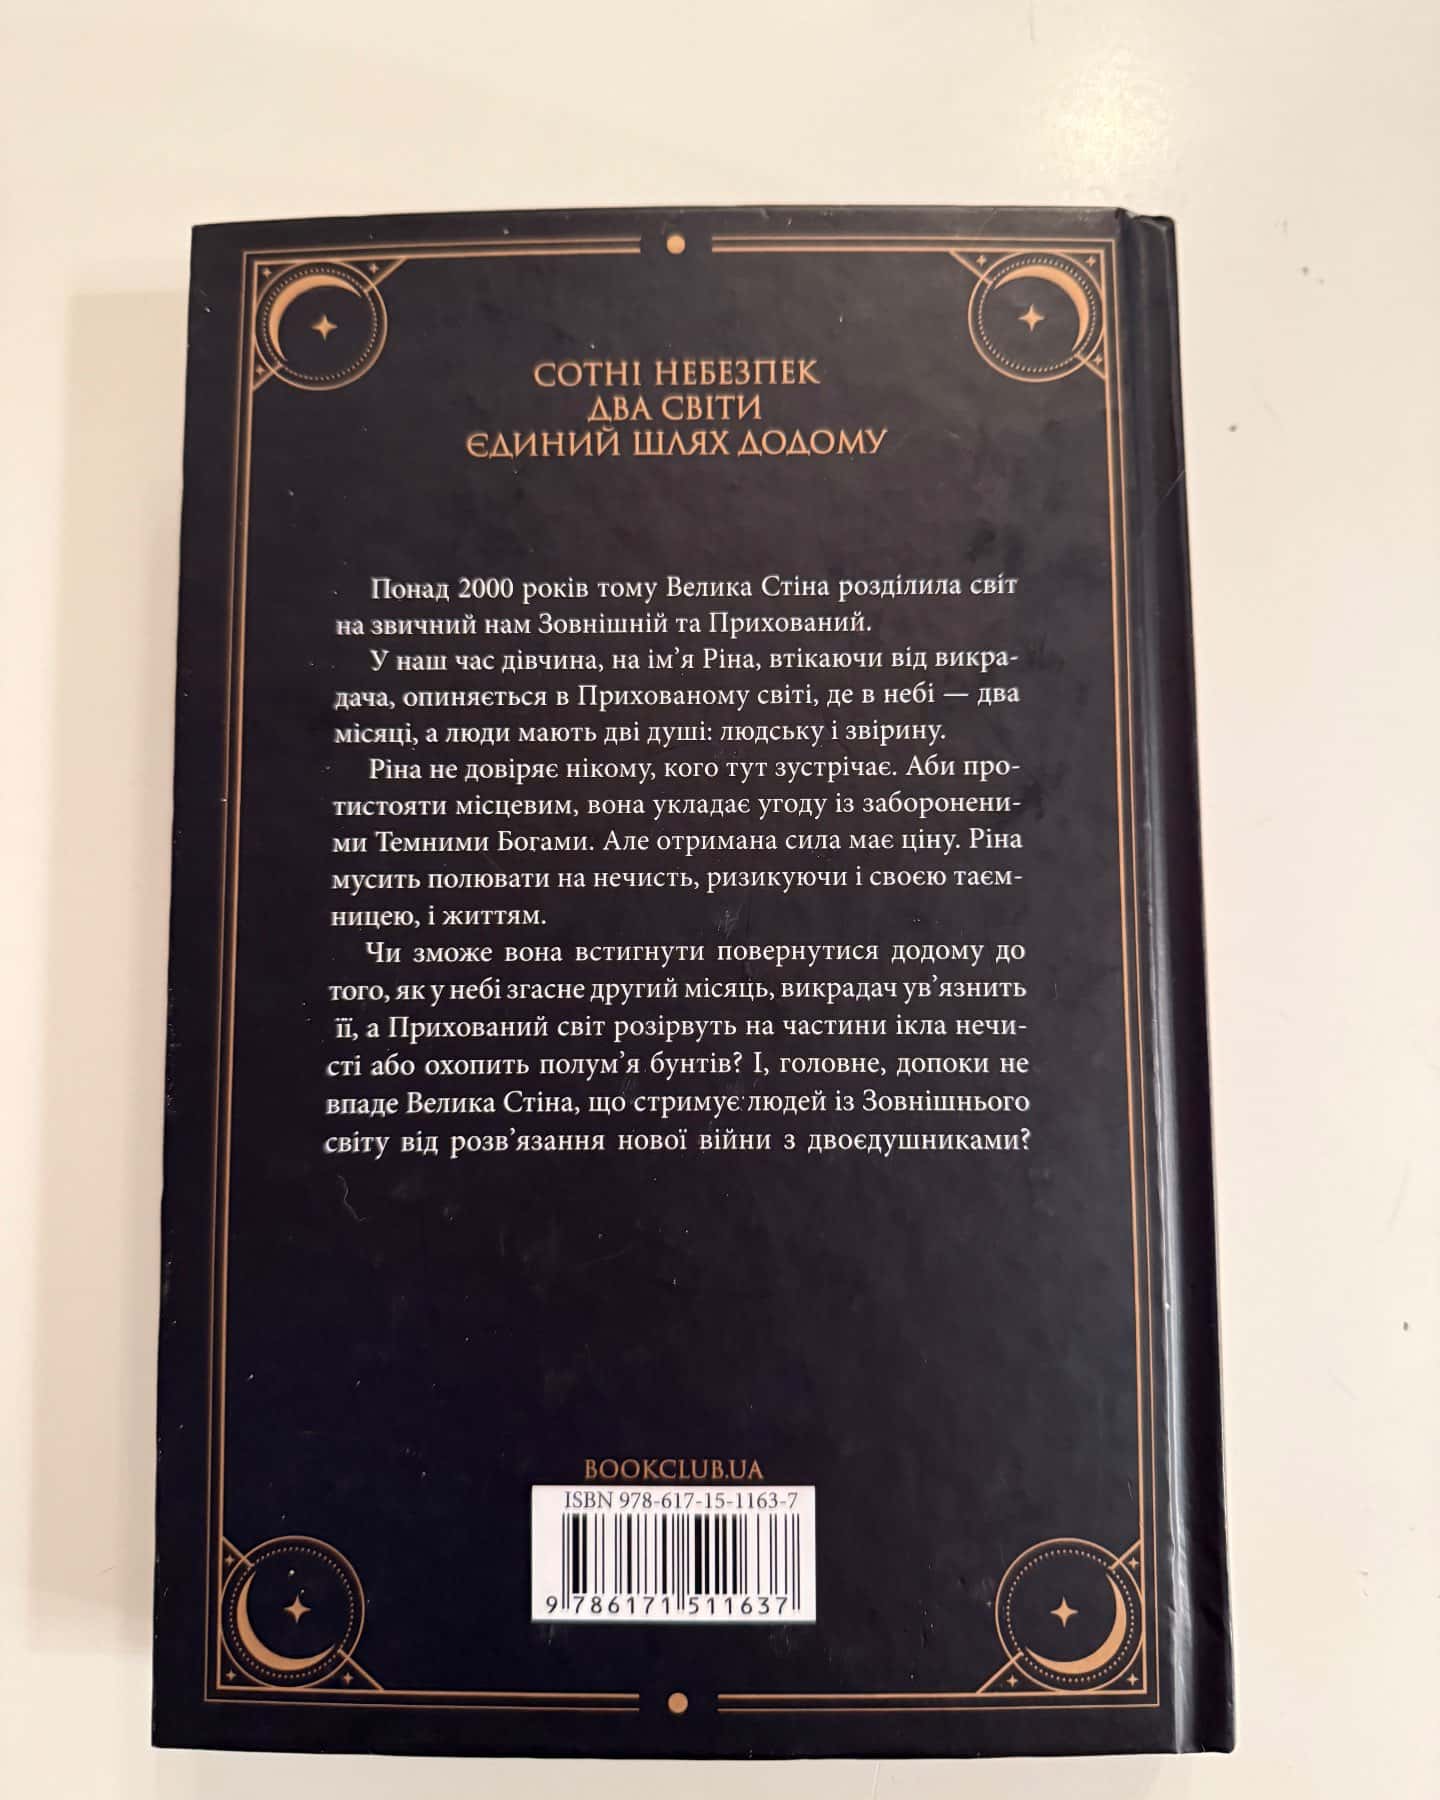 СОТНІ НЕБЕЗПЕК
ДВА СВІТИ
ЄДИНИЙ ШЛЯХ ДОДОМУ
Понад 2000 років тому Велика Стіна розділила світ
на звичний нам Зовнішній та Прихований.
У наш час дівчина, на ім’я Ріна, втікаючи від викра-
дача, опиняється в Прихованому світі, де в небі — два
місяці, а люди мають дві душі: людську і звірину.
Ріна не довіряє нікому, кого тут зустрічає. Аби про-
тистояти місцевим, вона укладає угоду із заборонени-
ми Темними Богами. Але отримана сила має ціну. Ріна
мусить полювати на нечисть, ризикуючи і своєю таєм-
ницею, і життям.
Чи зможе вона встигнути повернутися додому до
того, як у небі згасне другий місяць, викрадач ув’язнить
її, а Прихований світ розірвуть на частини ікла нечи-
сті або охопить полум’я бунтів? І, головне, допоки не
впаде Велика Стіна, що стримує людей із Зовнішнього
світу від розв’язання нової війни з двоєдушниками?
BOOKCLUB.UA
ISBN 978-617-15-1163-7
9 786171 511637